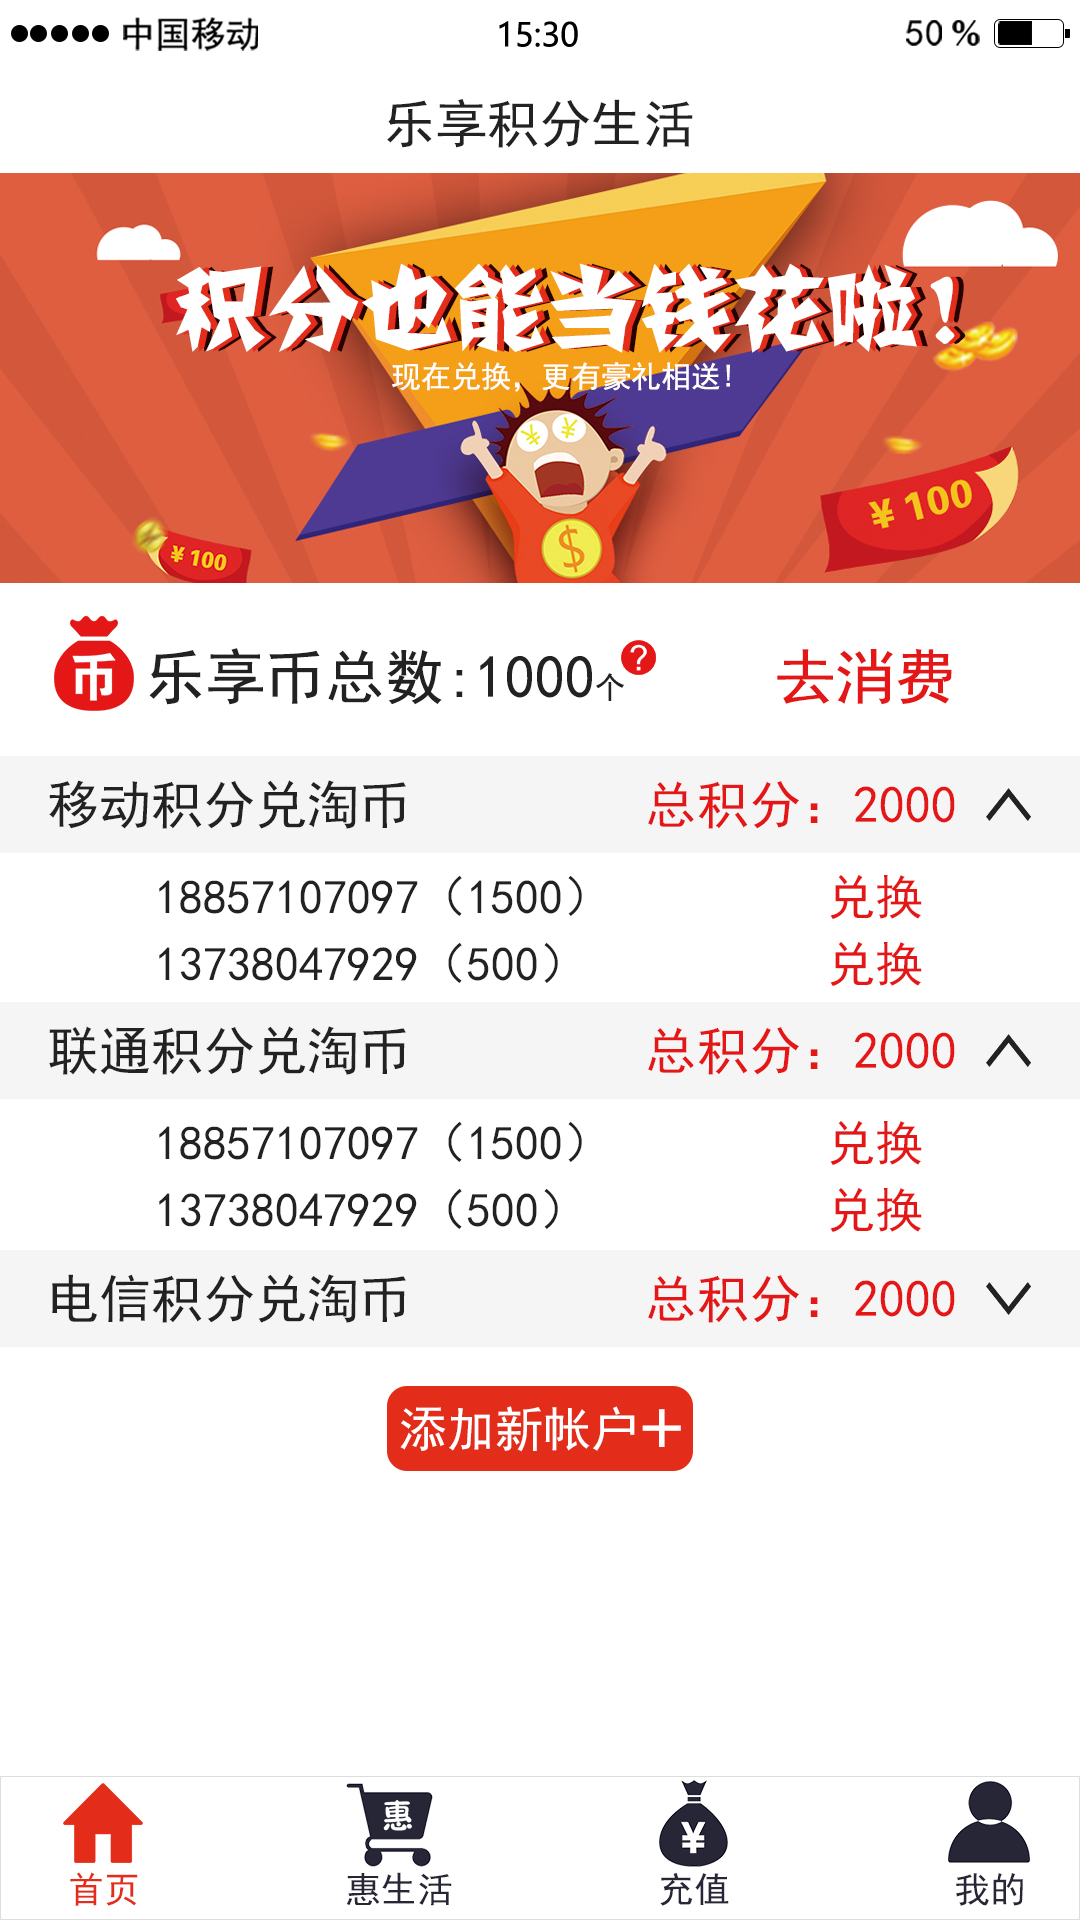 中国移动 15:30 50 %
乐享积分生活
积分也能当钱花啦!
现在兑换，更有豪礼相送!
¥ 100
¥ 100
$
币 乐享币总数:1000个? 去消费
移动积分兑淘币 总积分：2000
18857107097（1500） 兑换
13738047929（500） 兑换
联通积分兑淘币 总积分：2000
18857107097（1500） 兑换
13738047929（500） 兑换
电信积分兑淘币 总积分：2000
添加新帐户+
惠 ¥
首页 惠生活 充值 我的